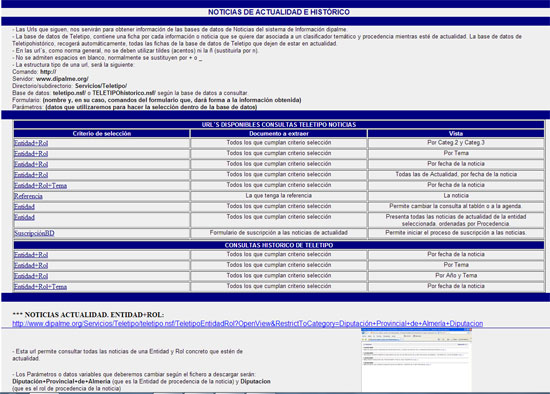 NOTICIAS DE ACTUALIDAD E HISTÓRICO
- Las Urls que siguen, nos servirán para obtener información de las bases de datos de Noticias del sistema de Información dipalme.
- La base de datos de Teletipo, contiene una ficha por cada información o noticia que se quiere dar asociada a un clasificador temático y procedencia mientras esté de actualidad. La base de datos de
Teletipohistórico, recogerá automáticamente, todas las fichas de la base de datos de Teletipo que dejen de estar en actualidad.
- En las url's, como norma general, no se deben utilizar tildes (acentos) ni la ñ (sustituirla por n).
- No se admiten espacios en blanco, normalmente se sustituyen por + o _
- La estructura tipo de una url, será la siguiente:
Comando: http://
Servidor: www.dipalme.org/
Directorio/subdirectorio: Servicios/Teletipo/
Base de datos: teletipo.nsf/ o TELETIPOhistorico.nsf/ según la base de datos a consultar.
Formulario: (nombre y, en su caso, comandos del formulario que, dará forma a la información obtenida)
Parámetros: (datos que utilizaremos para hacer la selección dentro de la base de datos)
URL'S DISPONIBLES CONSULTAS TELETIPO NOTICIAS
Criterio de selección Documento a extraer Vista
Entidad+Rol Todos los que cumplan criterio selección Por Categ.2 y Categ.3
Entidad+Rol Todos los que cumplan criterio selección Por Tema
Entidad+Rol Todos los que cumplan criterio selección Por fecha de la noticia
Entidad+Rol Todos los que cumplan criterio selección Todas las de Actualidad, por fecha de la noticia
Entidad+Rol+Tema Todos los que cumplan criterio selección Por fecha de la noticia
Referencia La que tenga la referencia La noticia
Entidad Todos los que cumplan criterio selección Permite cambiar la consulta al tablón o a la agenda.
Entidad Todos los que cumplan criterio selección Presenta todas las noticias de actualidad de la entidad
seleccionada, ordenadas por Procedencia.
SuscripciónBD Formulario de suscripción a las noticias de actualidad Permite iniciar el proceso de suscripción a las noticias.
CONSULTAS HISTORICO DE TELETIPO
Entidad+Rol Todos los que cumplan criterio selección Por fecha de la noticia
Entidad+Rol Todos los que cumplan criterio selección Por Tema
Entidad+Rol Todos los que cumplan criterio selección Por Año y Tema
Entidad+Rol+Tema Todos los que cumplan criterio selección Por fecha de la noticia
*** NOTICIAS ACTUALIDAD. ENTIDAD+ROL:
http://www.dipalme.org/Servicios/Teletipo/teletipo.nsf/TeletipoEntidadRol?OpenView&RestrictToCategory=Diputación+Provincial+de+Almería+Diputacion
- Esta url permite consultar todas las noticias de una Entidad y Rol concreto que estén de
actualidad.
- Los Parámetros o datos variables que deberemos cambiar según el fichero a descargar serán:
Diputación+Provincial+de+Almería (que es la Entidad de procedencia de la noticia) y Diputacion
(que es el rol de procedencia de la noticia)